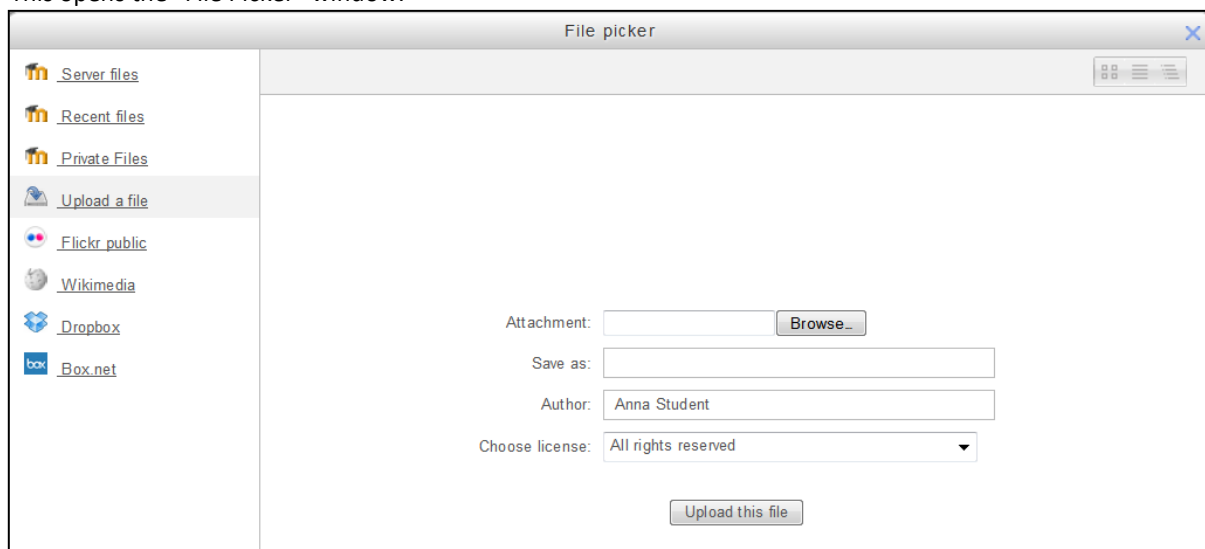 This opens the "File Picker" window:
File picker
Server files
Recent files
Private Files
Upload a file
Flickr public
Wikimedia
Dropbox
box Box.net
Attachment: Browse_
Save as:
Author: Anna Student
Choose license: All rights reserved
Upload this file